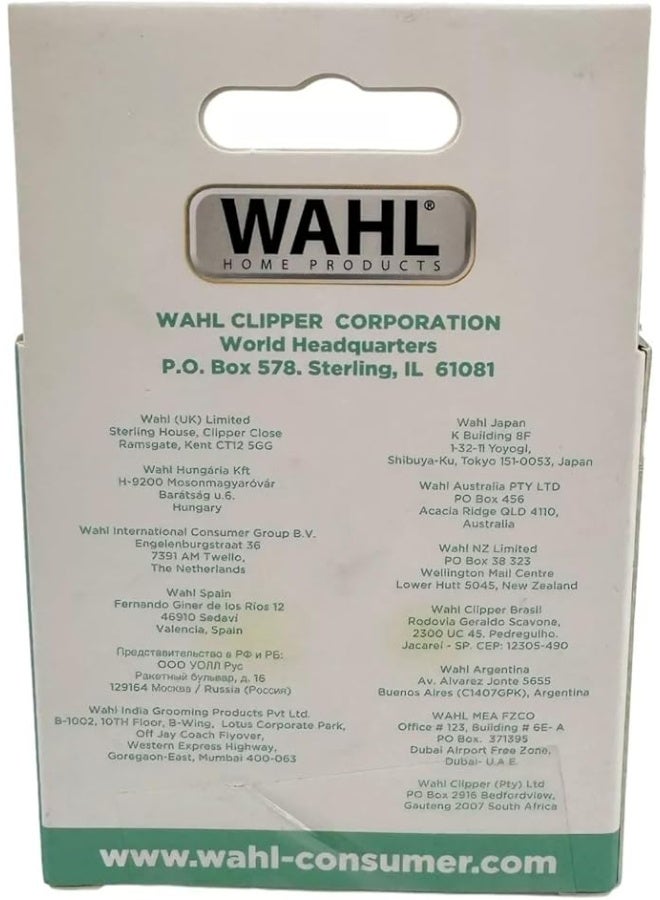 WAHL®
HOME PRODUCTS
WAHL CLIPPER CORPORATION
World Headquarters
P.O. Box 578. Sterling, IL 61081
Wahl (UK) Limited
Sterling House, Clipper Close
Ramsgate, Kent CT12 5GG
Wahl Hungária Kft
H-9200 Mosonmagyaróvár
Barátság u.6.
Hungary
Wahl International Consumer Group B.V.
Engelenburgstraat 36
7391 AM Twello,
The Netherlands
Wahl Spain
Fernando Giner de los Ríos 12
46910 Sedaví
Valencia, Spain
Представительство в РФ и РБ:
ООО УОЛЛ Рус
Ракетный бульвар, д. 16
129164 Москва / Russia (Россия)
Wahl India Grooming Products Pvt Ltd.
B-1002, 10TH Floor, B-Wing, Lotus Corporate Park,
Off Jay Coach Flyover,
Western Express Highway,
Goregaon-East, Mumbai 400-063
Wahl Japan
K Building 8F
1-32-11 Yoyogi,
Shibuya-Ku, Tokyo 151-0053, Japan
Wahl Australia PTY LTD
PO Box 456
Acacia Ridge QLD 4110,
Australia
Wahl NZ Limited
PO Box 38 323
Wellington Mail Centre
Lower Hutt 5045, New Zealand
Wahl Clipper Brasil
Rodovia Geraldo Scavone,
2300 UC 45. Pedregulho.
Jacareí - SP. CEP: 12305-490
Wahl Argentina
Av. Alvarez Jonte 5655
Buenos Aires (C1407GPK), Argentina
WAHL MEA FZCO
Office # 123, Building # 6E- A
PO Box. 371395
Dubai Airport Free Zone,
Dubai- U.A.E.
Wahl Clipper (Pty) Ltd
PO Box 2916 Bedfordview,
Gauteng 2007 South Africa
www.wahl-consumer.com